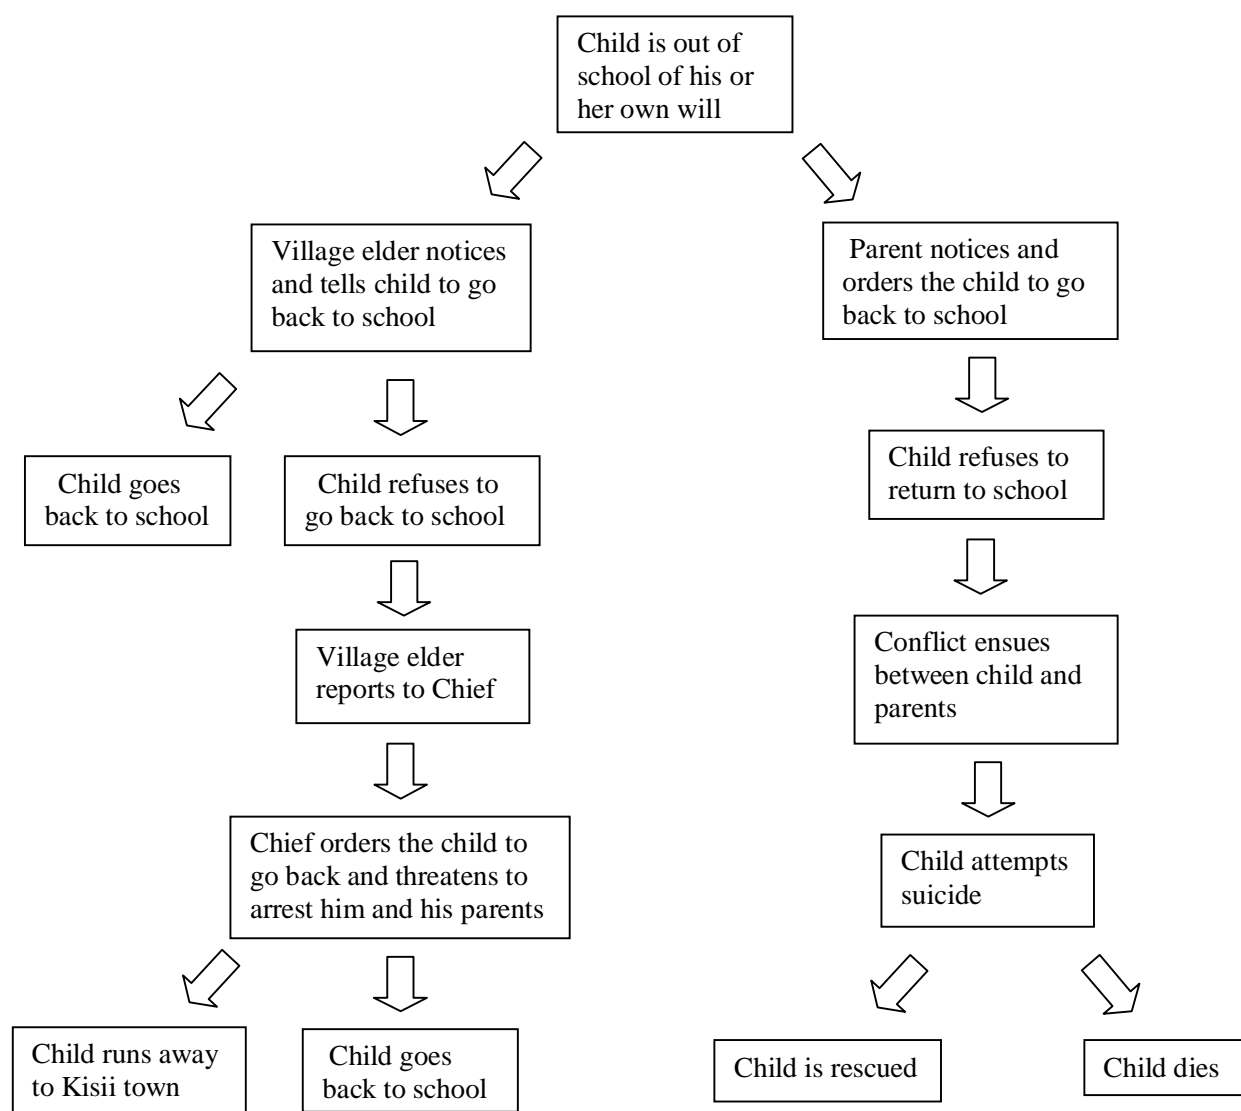 Child is out of
school of his or
her own will
Village elder notices
and tells child to go
back to school
Parent notices and
orders the child to go
back to school
Child goes
back to school
Child refuses to
go back to school
Child refuses to
return to school
Village elder
reports to Chief
Conflict ensues
between child and
parents
Chief orders the child to
go back and threatens to
arrest him and his parents
Child attempts
suicide
Child runs away
to Kisii town
Child goes
back to school
Child is rescued
Child dies